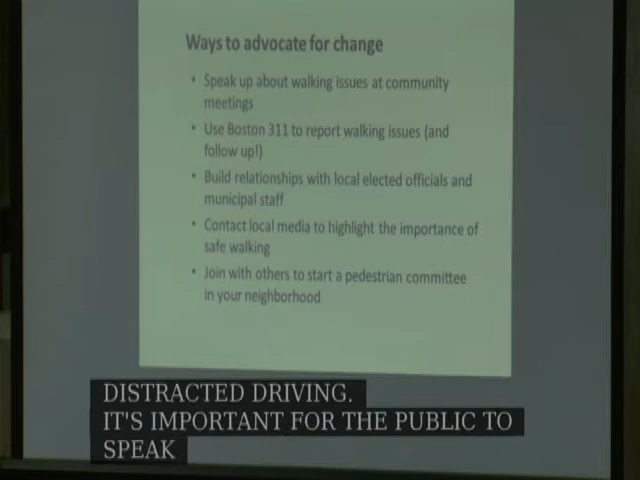 Ways to advocate for change
• Speak up about walking issues at community
meetings
• Use Boston 311 to report walking issues (and
follow up!)
• Build relationships with local elected officials and
municipal staff
• Contact local media to highlight the importance of
safe walking
• Join with others to start a pedestrian committee
in your neighborhood
DISTRACTED DRIVING.
IT'S IMPORTANT FOR THE PUBLIC TO
SPEAK